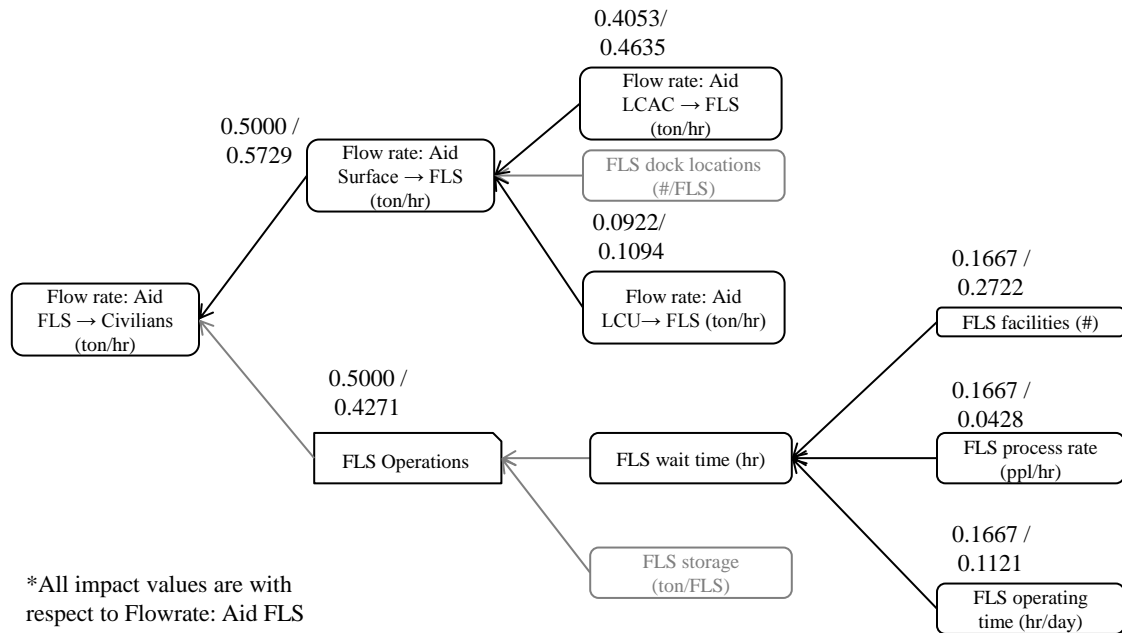 0.4053/
0.4635
Flow rate: Aid
LCAC → FLS
(ton/hr)
0.5000 /
0.5729
Flow rate: Aid
Surface → FLS
(ton/hr)
FLS dock locations
(#/FLS)
0.0922/
0.1094
Flow rate: Aid
LCU→ FLS (ton/hr)
0.1667 /
0.2722
FLS facilities (#)
Flow rate: Aid
FLS → Civilians
(ton/hr)
0.5000 /
0.4271
FLS Operations
FLS wait time (hr)
0.1667 /
0.0428
FLS process rate
(ppl/hr)
FLS storage
(ton/FLS)
0.1667 /
0.1121
FLS operating
time (hr/day)
*All impact values are with
respect to Flowrate: Aid FLS